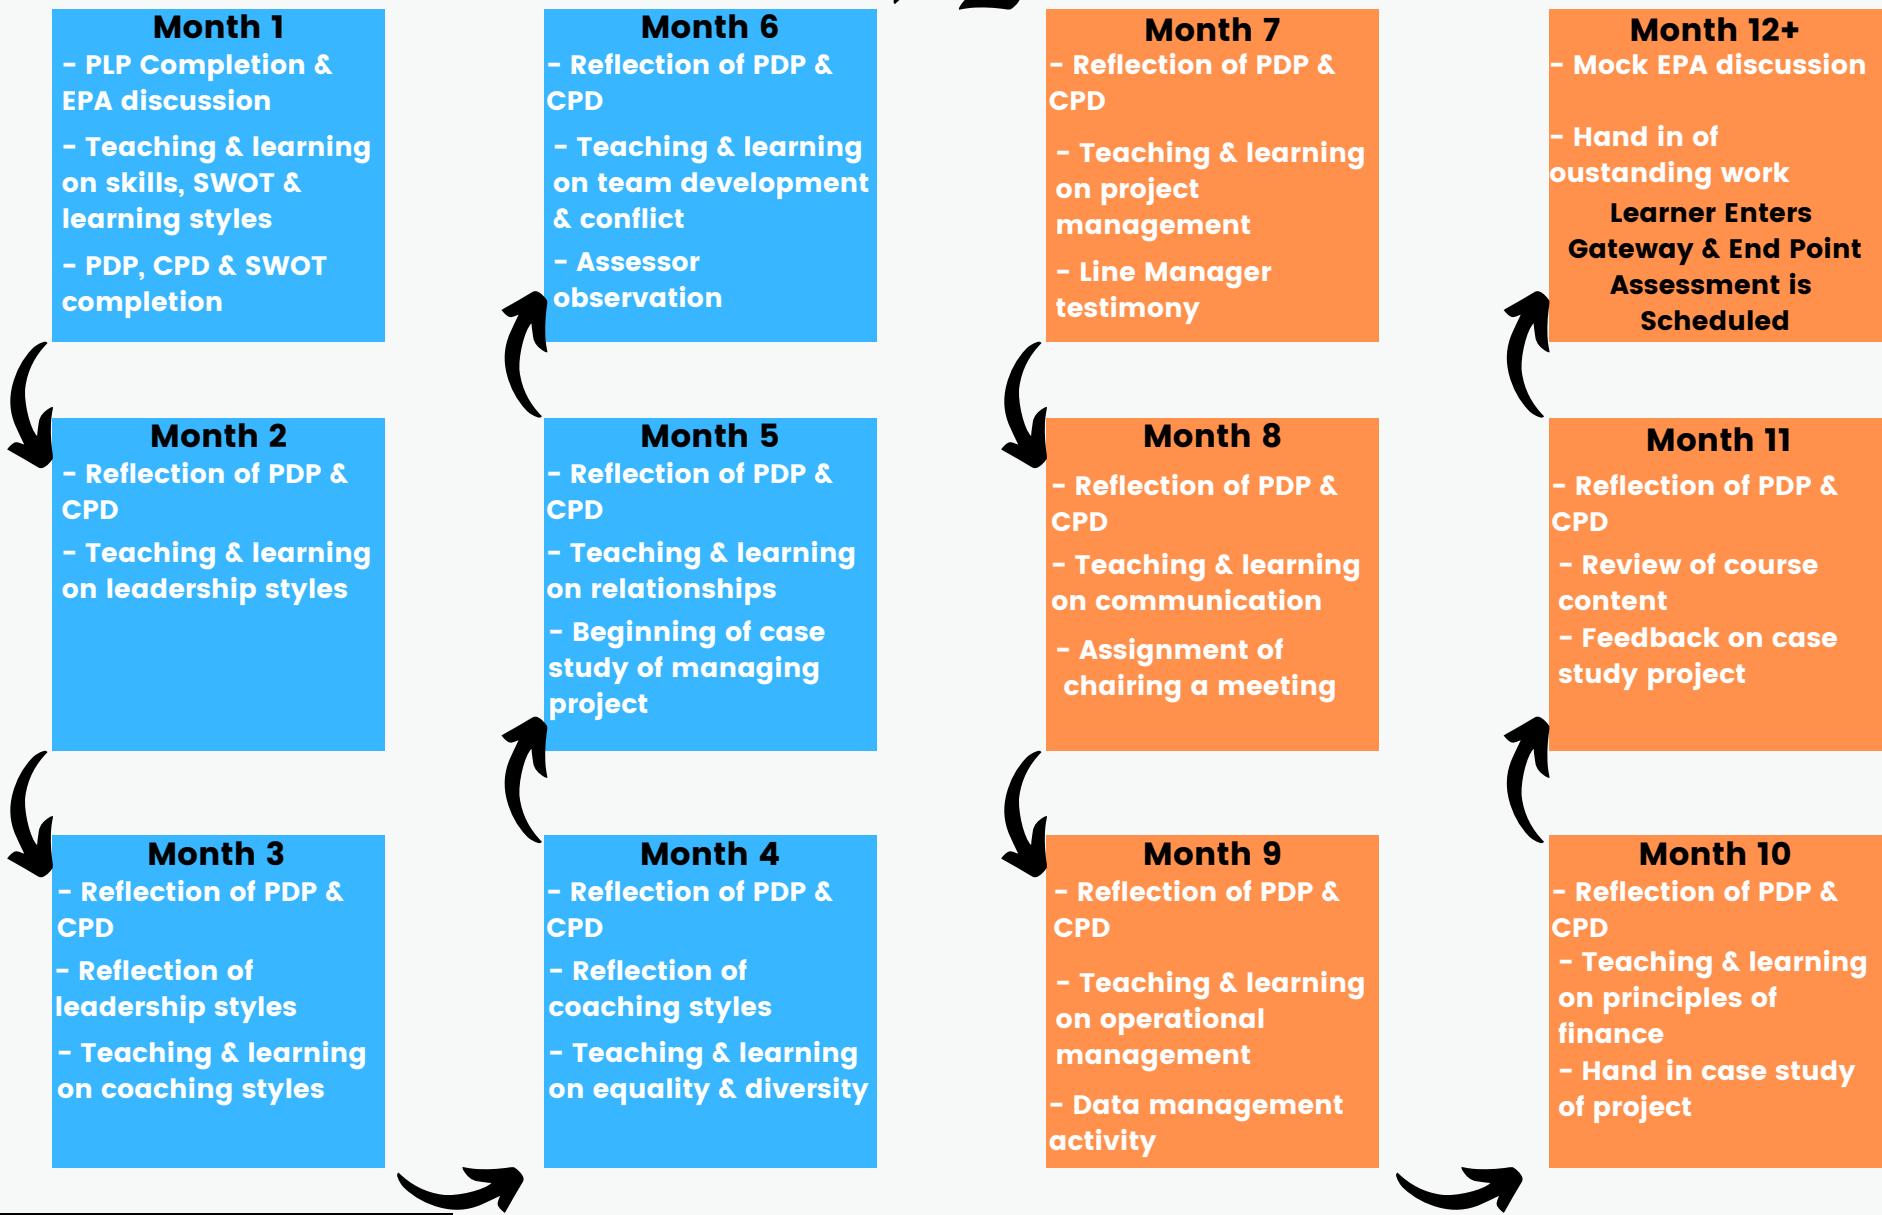 Month 1
- PLP Completion &
EPA discussion
- Teaching & learning
on skills, SWOT &
learning styles
- PDP, CPD & SWOT
completion
Month 2
- Reflection of PDP &
CPD
- Teaching & learning
on leadership styles
Month 3
- Reflection of PDP &
CPD
- Reflection of
leadership styles
- Teaching & learning
on coaching styles
Month 4
- Reflection of PDP &
CPD
- Reflection of
coaching styles
- Teaching & learning
on equality & diversity
Month 5
- Reflection of PDP &
CPD
- Teaching & learning
on relationships
- Beginning of case
study of managing
project
Month 6
- Reflection of PDP &
CPD
- Teaching & learning
on team development
& conflict
- Assessor
observation
Month 7
- Reflection of PDP &
CPD
- Teaching & learning
on project
management
- Line Manager
testimony
Month 8
- Reflection of PDP &
CPD
- Teaching & learning
on communication
- Assignment of
chairing a meeting
Month 9
- Reflection of PDP &
CPD
- Teaching & learning
on operational
management
- Data management
activity
Month 10
- Reflection of PDP &
CPD
- Teaching & learning
on principles of
finance
- Hand in case study
of project
Month 11
- Reflection of PDP &
CPD
- Review of course
content
- Feedback on case
study project
Month 12+
- Mock EPA discussion
- Hand in of
oustanding work
Learner Enters
Gateway & End Point
Assessment is
Scheduled